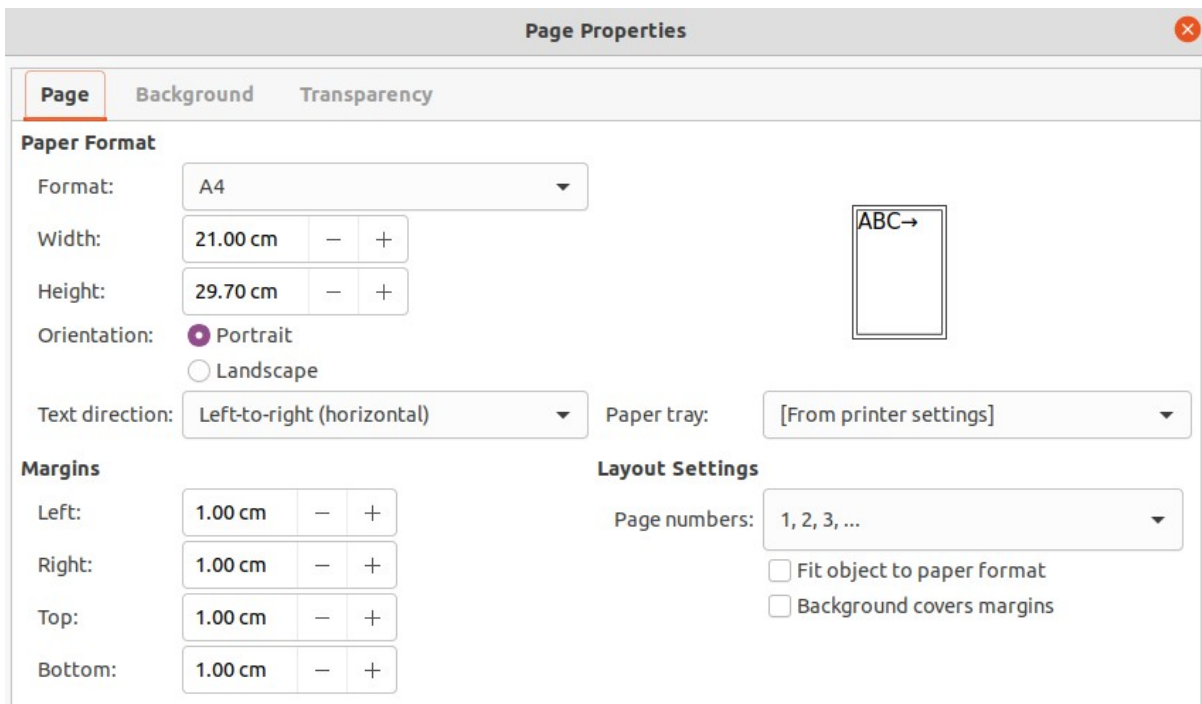 Page Properties
Page Background Transparency
Paper Format
Format: A4
ABC→
Width: 21.00 cm − +
Height: 29.70 cm − +
Orientation: Portrait
Landscape
Text direction: Left-to-right (horizontal) Paper tray: [From printer settings]
Margins Layout Settings
Left: 1.00 cm − + Page numbers: 1, 2, 3, ...
Right: 1.00 cm − + Fit object to paper format
Top: 1.00 cm − + Background covers margins
Bottom: 1.00 cm − +